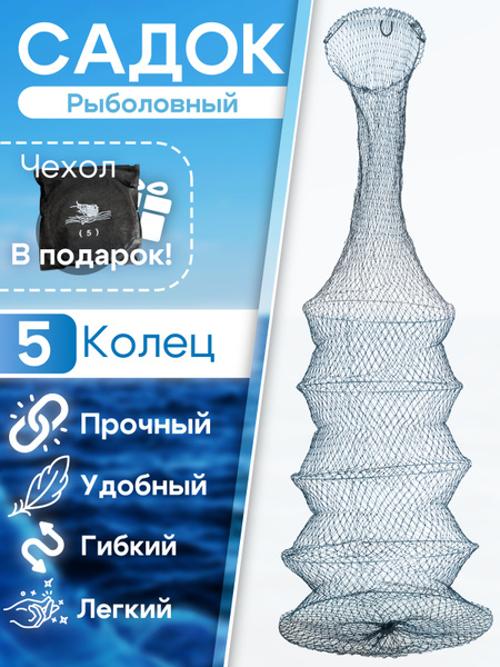 САДОК
Рыболовный
Чехол
(5)
В подарок!
5 Колец
Прочный
Удобный
Гибкий
Легкий